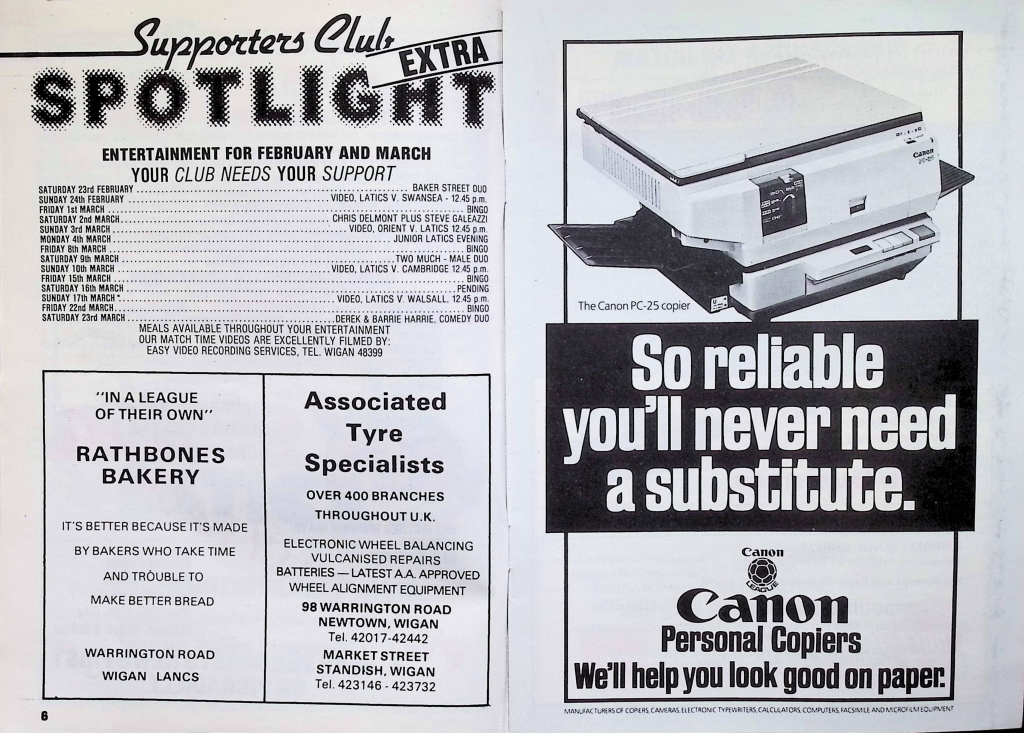 Supporters Club
EXTRA
SPOTLIGHT
ENTERTAINMENT FOR FEBRUARY AND MARCH
YOUR CLUB NEEDS YOUR SUPPORT
SATURDAY 23rd FEBRUARY ... BAKER STREET DUO
SUNDAY 24th FEBRUARY ... VIDEO, LATICS V. SWANSEA - 12.45 p.m.
FRIDAY 1st MARCH ... BINGO
SATURDAY 2nd MARCH ... CHRIS DELMONT PLUS STEVE GALEAZZI
SUNDAY 3rd MARCH ... VIDEO, ORIENT V. LATICS 12.45 p.m.
MONDAY 4th MARCH ... JUNIOR LATICS EVENING
FRIDAY 8th MARCH ... BINGO
SATURDAY 9th MARCH ... TWO MUCH - MALE DUO
SUNDAY 10th MARCH ... VIDEO, LATICS V. CAMBRIDGE 12.45 p.m.
FRIDAY 15th MARCH ... BINGO
SATURDAY 16th MARCH ... PENDING
SUNDAY 17th MARCH ... VIDEO, LATICS V. WALSALL, 12.45 p.m.
FRIDAY 22nd MARCH ... BINGO
SATURDAY 23rd MARCH ... DEREK & BARRIE HARRIE, COMEDY DUO
MEALS AVAILABLE THROUGHOUT YOUR ENTERTAINMENT
OUR MATCH TIME VIDEOS ARE EXCELLENTLY FILMED BY:
EASY VIDEO RECORDING SERVICES, TEL. WIGAN 48399
"IN A LEAGUE
OF THEIR OWN"
RATHBONES
BAKERY
IT'S BETTER BECAUSE IT'S MADE
BY BAKERS WHO TAKE TIME
AND TROUBLE TO
MAKE BETTER BREAD
WARRINGTON ROAD
WIGAN LANCS
Associated
Tyre
Specialists
OVER 400 BRANCHES
THROUGHOUT U.K.
ELECTRONIC WHEEL BALANCING
VULCANISED REPAIRS
BATTERIES — LATEST A.A. APPROVED
WHEEL ALIGNMENT EQUIPMENT
98 WARRINGTON ROAD
NEWTOWN, WIGAN
Tel. 42017-42442
MARKET STREET
STANDISH, WIGAN
Tel. 423146 - 423732
6
Canon
The Canon PC-25 copier
So reliable
you'll never need
a substitute.
Canon
LEAGUE
Canon
Personal Copiers
We'll help you look good on paper.
MANUFACTURERS OF COPIERS, CAMERAS, ELECTRONIC TYPEWRITERS, CALCULATORS, COMPUTERS, FACSIMILE AND MICROFILM EQUIPMENT